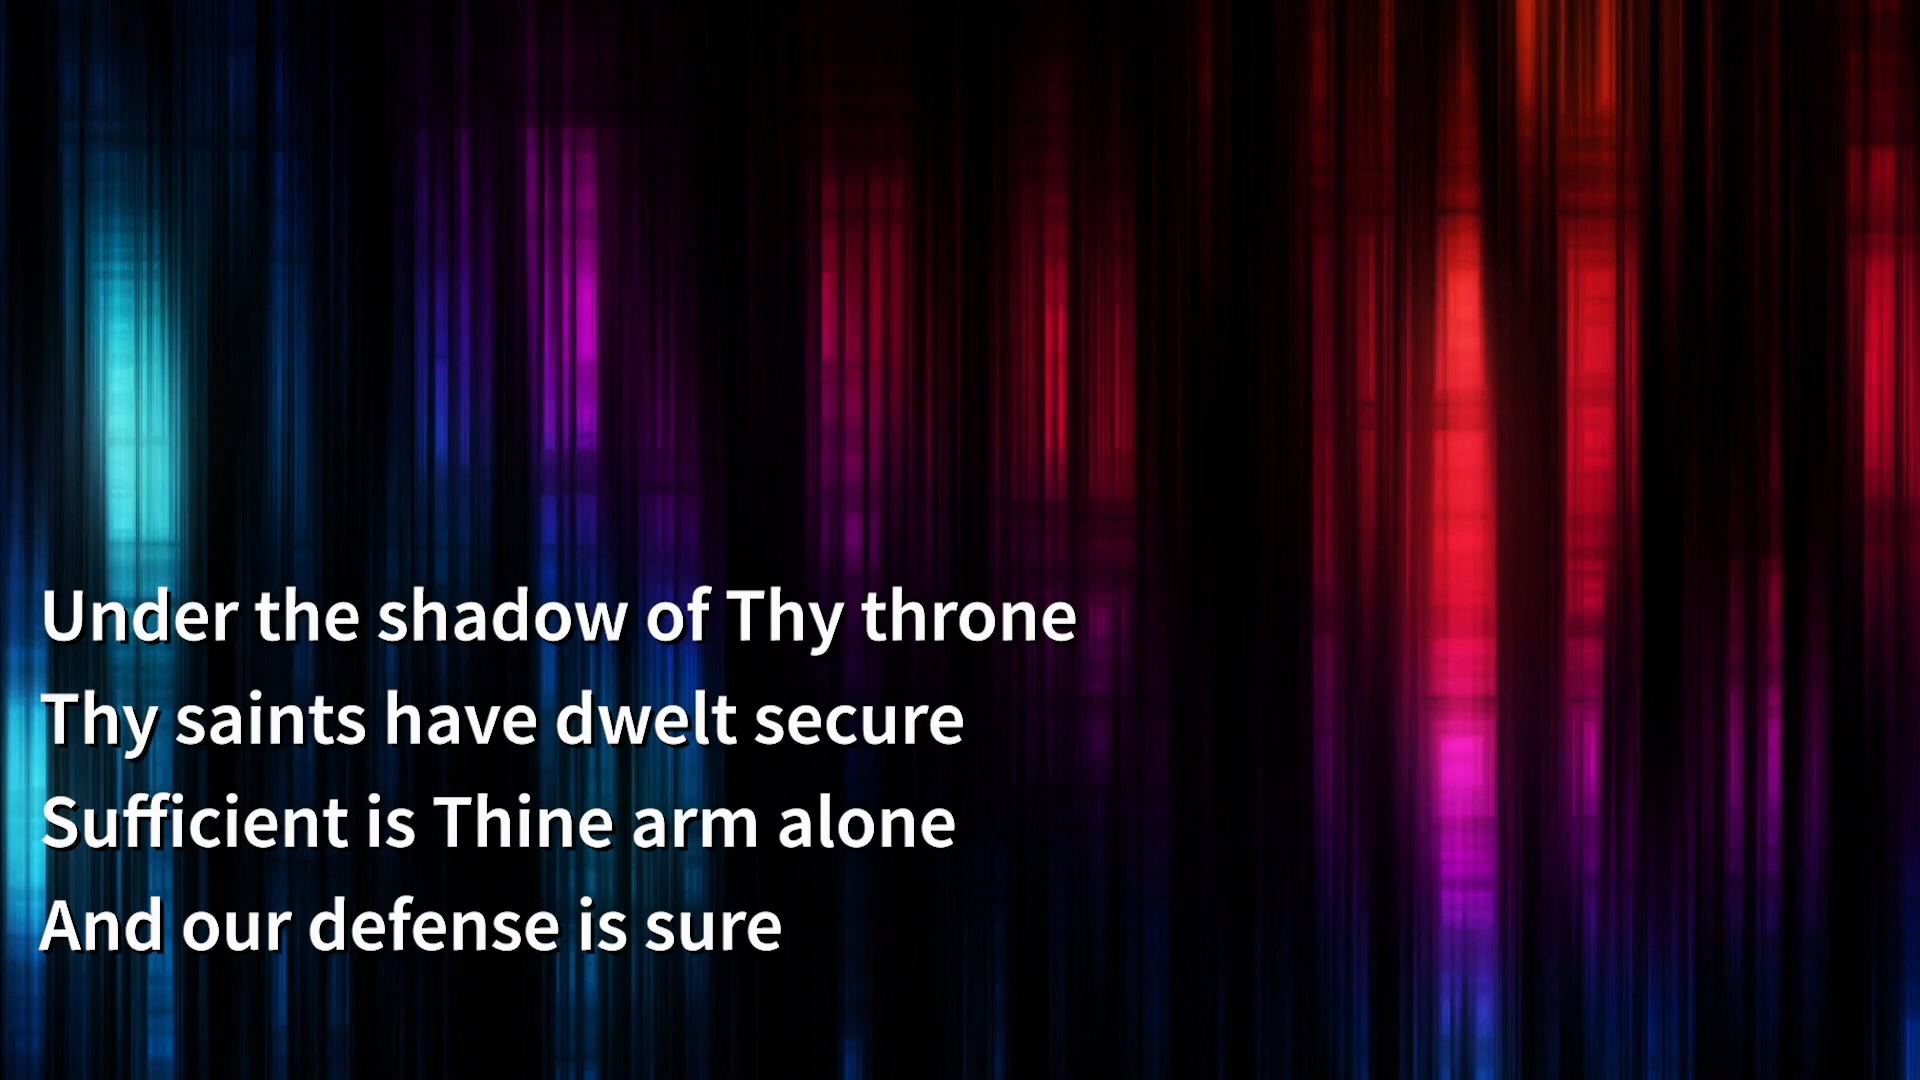 Under the shadow of Thy throne
Thy saints have dwelt secure
Sufficient is Thine arm alone
And our defense is sure